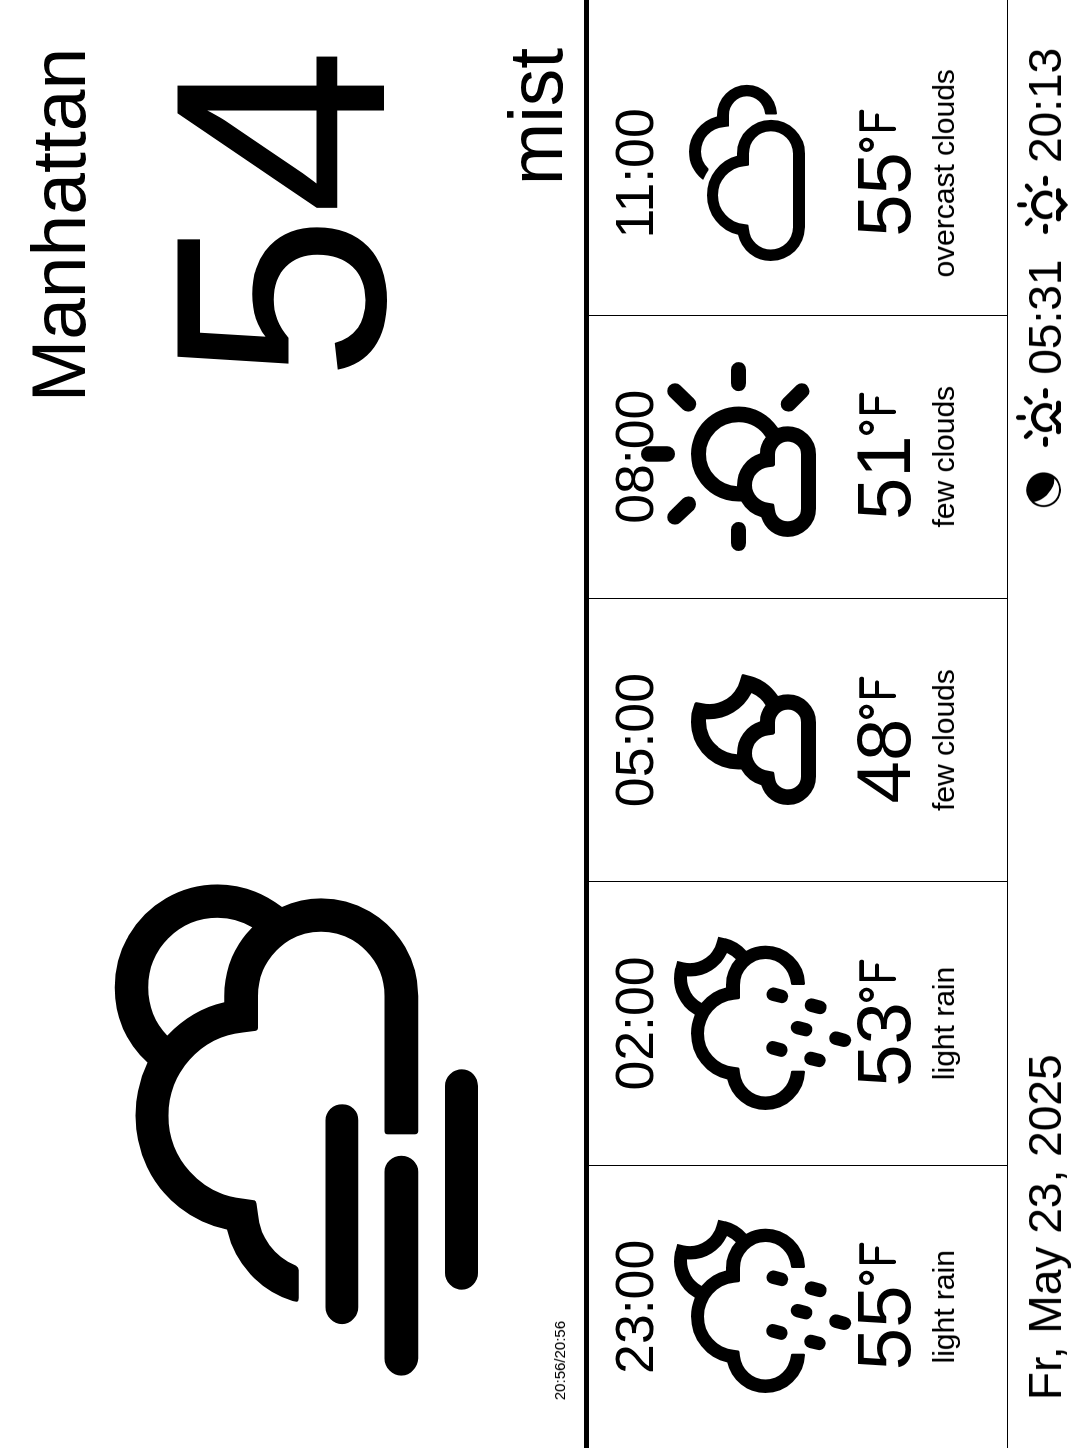 Manhattan
54
mist
20:56/20:56
23:00
55°F
light rain
02:00
53°F
light rain
05:00
48°F
few clouds
08:00
51°F
few clouds
11:00
55°F
overcast clouds
Fr, May 23, 2025
05:31
20:13